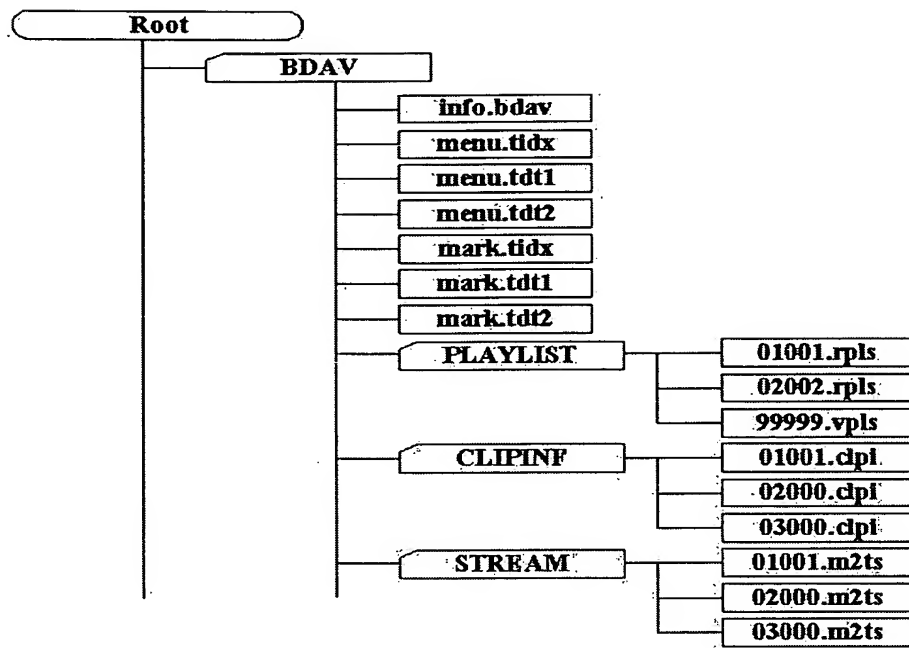 Root
BDAV
info.bdav
menu.tidx
menu.tdt1
menu.tdt2
mark.tidx
mark.tdt1
mark.tdt2
PLAYLIST
01001.rpls
02002.rpls
99999.vpls
CLIPINF
01001.clpi
02000.clpi
03000.clpi
STREAM
01001.m2ts
02000.m2ts
03000.m2ts